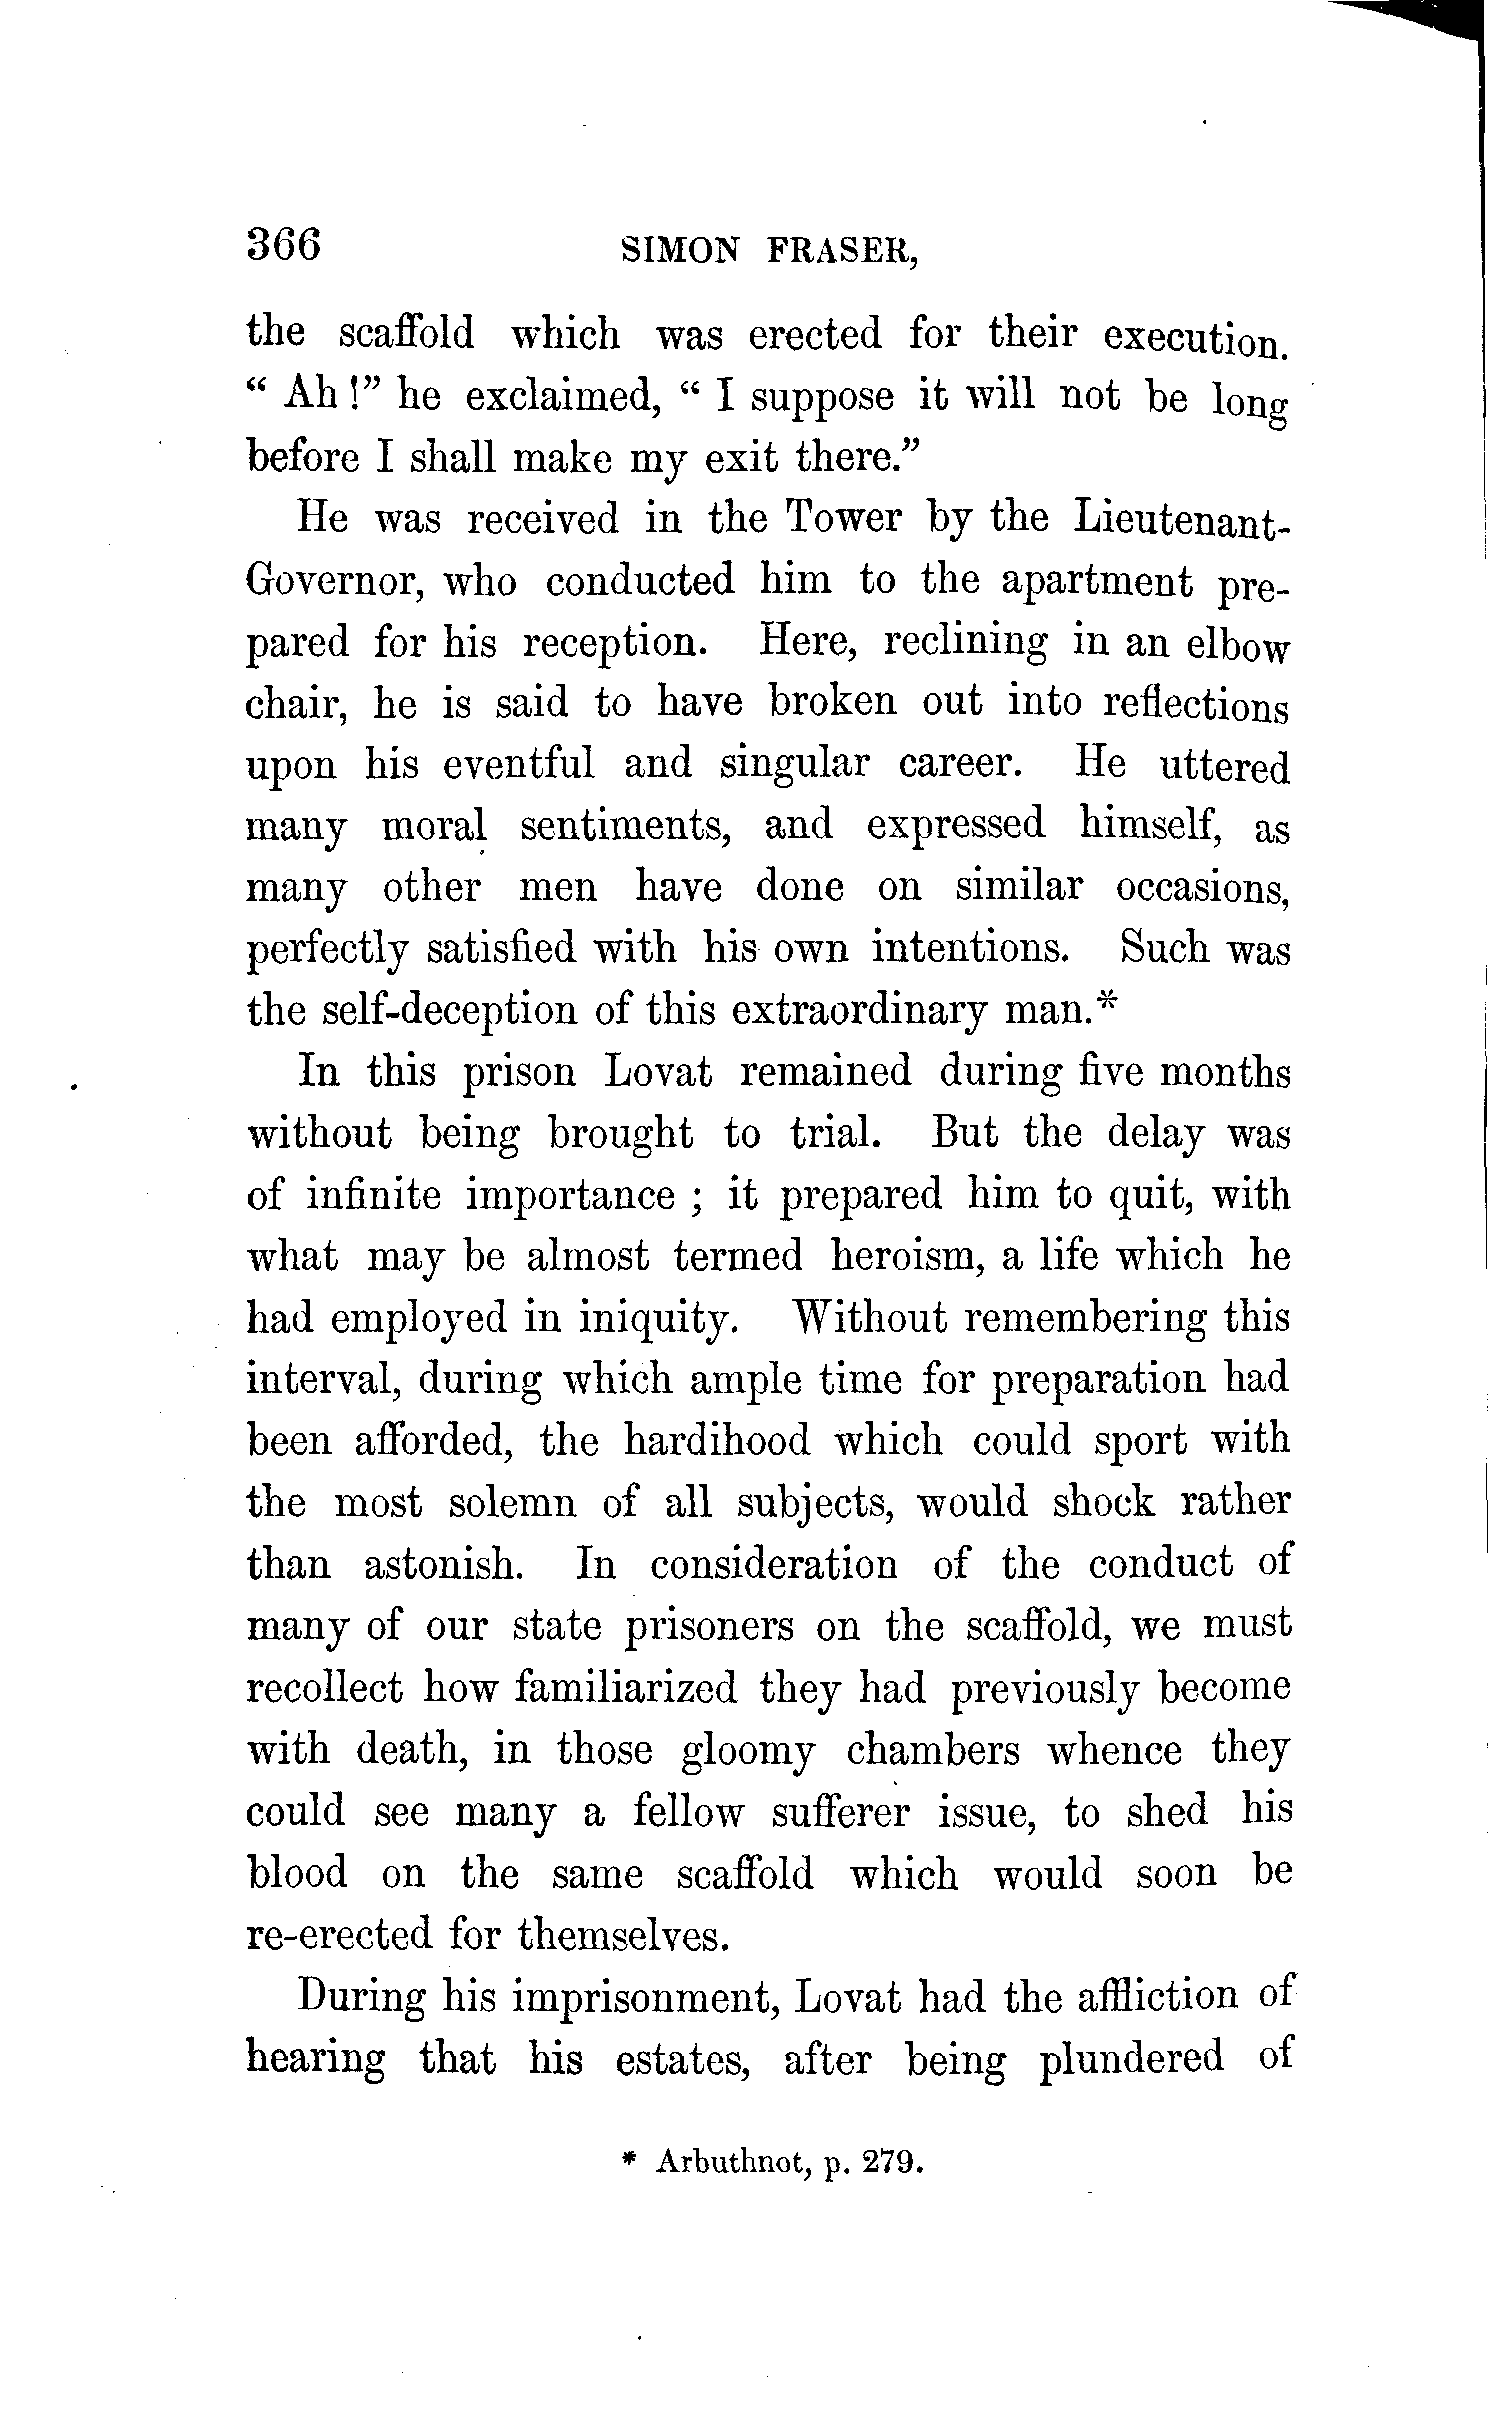 366 SIMON FRASER,
the scaffold which was erected for their execution.
“ Ah !” he exclaimed, “ I suppose it will not be long
before I shall make my exit there.”
He was received in the Tower by the Lieutenant-
Governor, who conducted him to the apartment pre-
pared for his reception. Here, reclining in an elbow
chair, he is said to have broken out into reflections
upon his eventful and singular career. He uttered
many moral sentiments, and expressed himself, as
many other men have done on similar occasions,
perfectly satisfied with his own intentions. Such was
the self-deception of this extraordinary man.*
In this prison Lovat remained during five months
without being brought to trial. But the delay was
of infinite importance ; it prepared him to quit, with
what may be almost termed heroism, a life which he
had employed in iniquity. Without remembering this
interval, during which ample time for preparation had
been afforded, the hardihood which could sport with
the most solemn of all subjects, would shock rather
than astonish. In consideration of the conduct of
many of our state prisoners on the scaffold, we must
recollect how familiarized they had previously become
with death, in those gloomy chambers whence they
could see many a fellow sufferer issue, to shed his
blood on the same scaffold which would soon be
re-erected for themselves.
During his imprisonment, Lovat had the affliction of
hearing that his estates, after being plundered of
* Arbuthnot, p. 279.